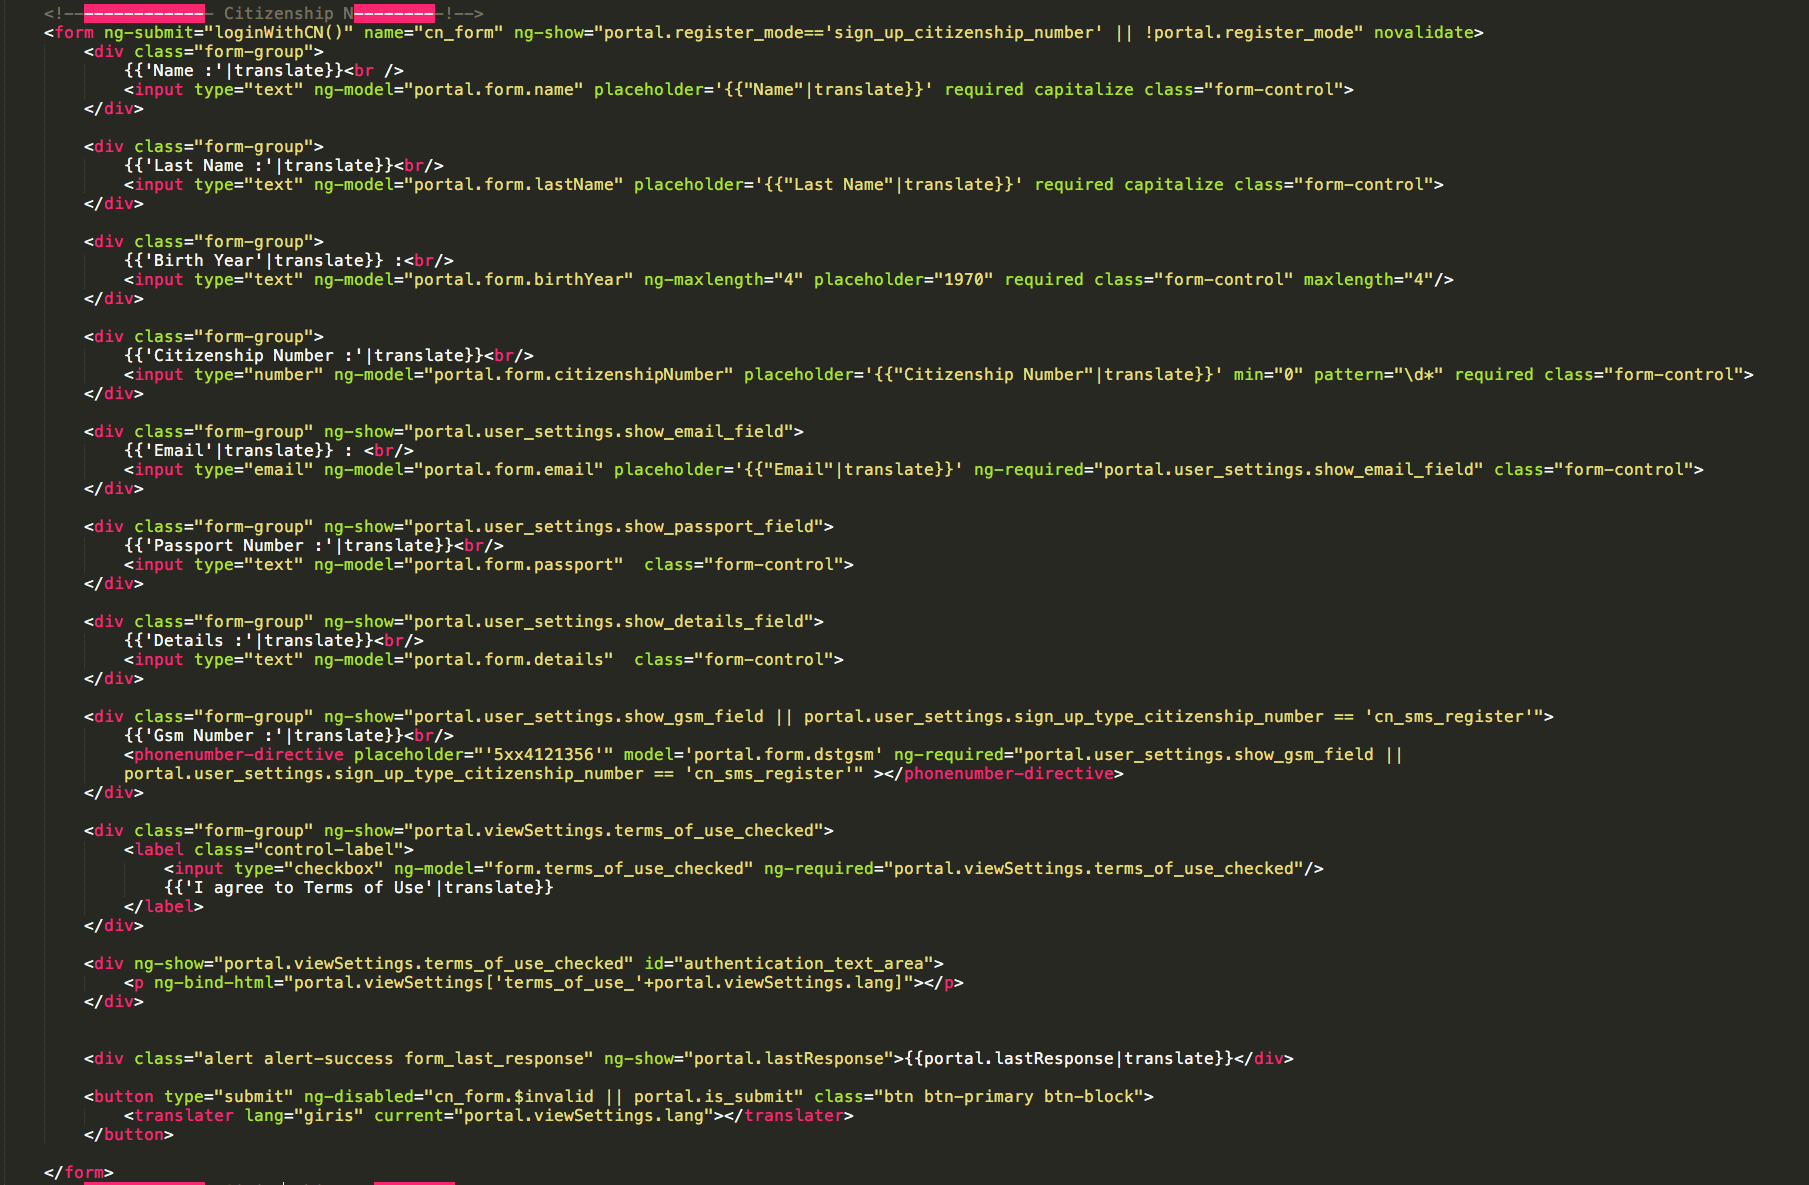 <!--------------- Citizenship N---------!-->
<form ng-submit="loginWithCN()" name="cn_form" ng-show="portal.register_mode=='sign_up_citizenship_number' || !portal.register_mode" novalidate>
<div class="form-group">
{{'Name :'|translate}}<br />
<input type="text" ng-model="portal.form.name" placeholder='{{"Name"|translate}}' required capitalize class="form-control">
</div>
<div class="form-group">
{{'Last Name :'|translate}}<br/>
<input type="text" ng-model="portal.form.lastName" placeholder='{{"Last Name"|translate}}' required capitalize class="form-control">
</div>
<div class="form-group">
{{'Birth Year'|translate}} :<br/>
<input type="text" ng-model="portal.form.birthYear" ng-maxlength="4" placeholder="1970" required class="form-control" maxlength="4"/>
</div>
<div class="form-group">
{{'Citizenship Number :'|translate}}<br/>
<input type="number" ng-model="portal.form.citizenshipNumber" placeholder='{{"Citizenship Number"|translate}}' min="0" pattern="\d*" required class="form-control">
</div>
<div class="form-group" ng-show="portal.user_settings.show_email_field">
{{'Email'|translate}} : <br/>
<input type="email" ng-model="portal.form.email" placeholder='{{"Email"|translate}}' ng-required="portal.user_settings.show_email_field" class="form-control">
</div>
<div class="form-group" ng-show="portal.user_settings.show_passport_field">
{{'Passport Number :'|translate}}<br/>
<input type="text" ng-model="portal.form.passport"  class="form-control">
</div>
<div class="form-group" ng-show="portal.user_settings.show_details_field">
{{'Details :'|translate}}<br/>
<input type="text" ng-model="portal.form.details"  class="form-control">
</div>
<div class="form-group" ng-show="portal.user_settings.show_gsm_field || portal.user_settings.sign_up_type_citizenship_number == 'cn_sms_register'">
{{'Gsm Number :'|translate}}<br/>
<phonenumber-directive placeholder="'5xx4121356'" model='portal.form.dstgsm' ng-required="portal.user_settings.show_gsm_field ||
portal.user_settings.sign_up_type_citizenship_number == 'cn_sms_register'" ></phonenumber-directive>
</div>
<div class="form-group" ng-show="portal.viewSettings.terms_of_use_checked">
<label class="control-label">
<input type="checkbox" ng-model="form.terms_of_use_checked" ng-required="portal.viewSettings.terms_of_use_checked"/>
{{'I agree to Terms of Use'|translate}}
</label>
</div>
<div ng-show="portal.viewSettings.terms_of_use_checked" id="authentication_text_area">
<p ng-bind-html="portal.viewSettings['terms_of_use_'+portal.viewSettings.lang]"></p>
</div>
<div class="alert alert-success form_last_response" ng-show="portal.lastResponse">{{portal.lastResponse|translate}}</div>
<button type="submit" ng-disabled="cn_form.$invalid || portal.is_submit" class="btn btn-primary btn-block">
<translater lang="giris" current="portal.viewSettings.lang"></translater>
</button>
</form>